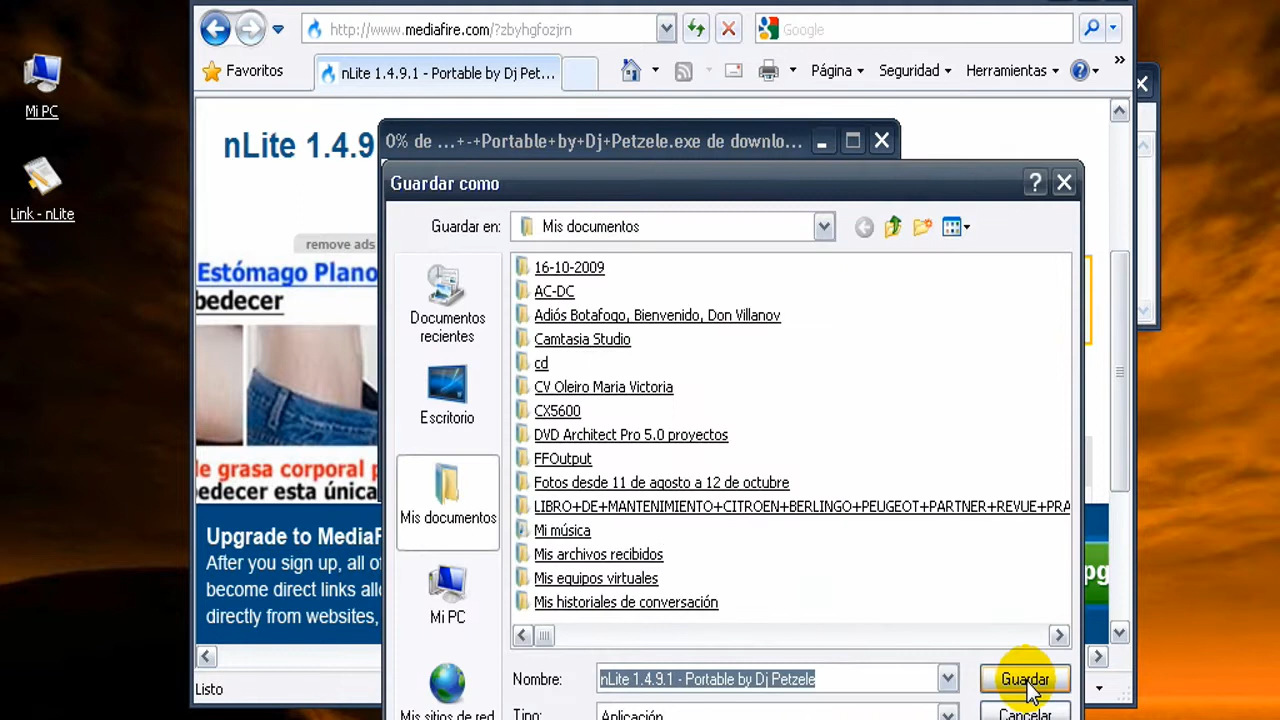 http://www.mediafire.com/?zbyhgfozjrn
Google
Favoritos
nLite 1.4.9.1 - Portable by Dj Pet...
Página
Seguridad
Herramientas
Mi PC
Link - nLite
nLite 1.4.9
remove ads
Estómago Plano
bedecer
de grasa corporal
bedecer esta única
Upgrade to MediaF
After you sign up, all of
become direct links
directly from websites,
Listo
0% de ...+-+Portable+by+Dj+Petzele.exe de downlo...
Guardar como
Guardar en:
Mis documentos
Documentos
recientes
Escritorio
Mis documentos
Mi PC
Mis sitios de red
16-10-2009
AC-DC
Adiós Botafogo, Bienvenido, Don Villanov
Camtasia Studio
cd
CV Oleiro Maria Victoria
CX5600
DVD Architect Pro 5.0 proyectos
FFOutput
Fotos desde 11 de agosto a 12 de octubre
LIBRO+DE+MANTENIMIENTO+CITROEN+BERLINGO+PEUGEOT+PARTNER+REVUE+PRA
Mi música
Mis archivos recibidos
Mis equipos virtuales
Mis historiales de conversación
Nombre:
nLite 1.4.9.1 - Portable by Dj Petzele
Guardar
Tipo:
Aplicación
Cancelar